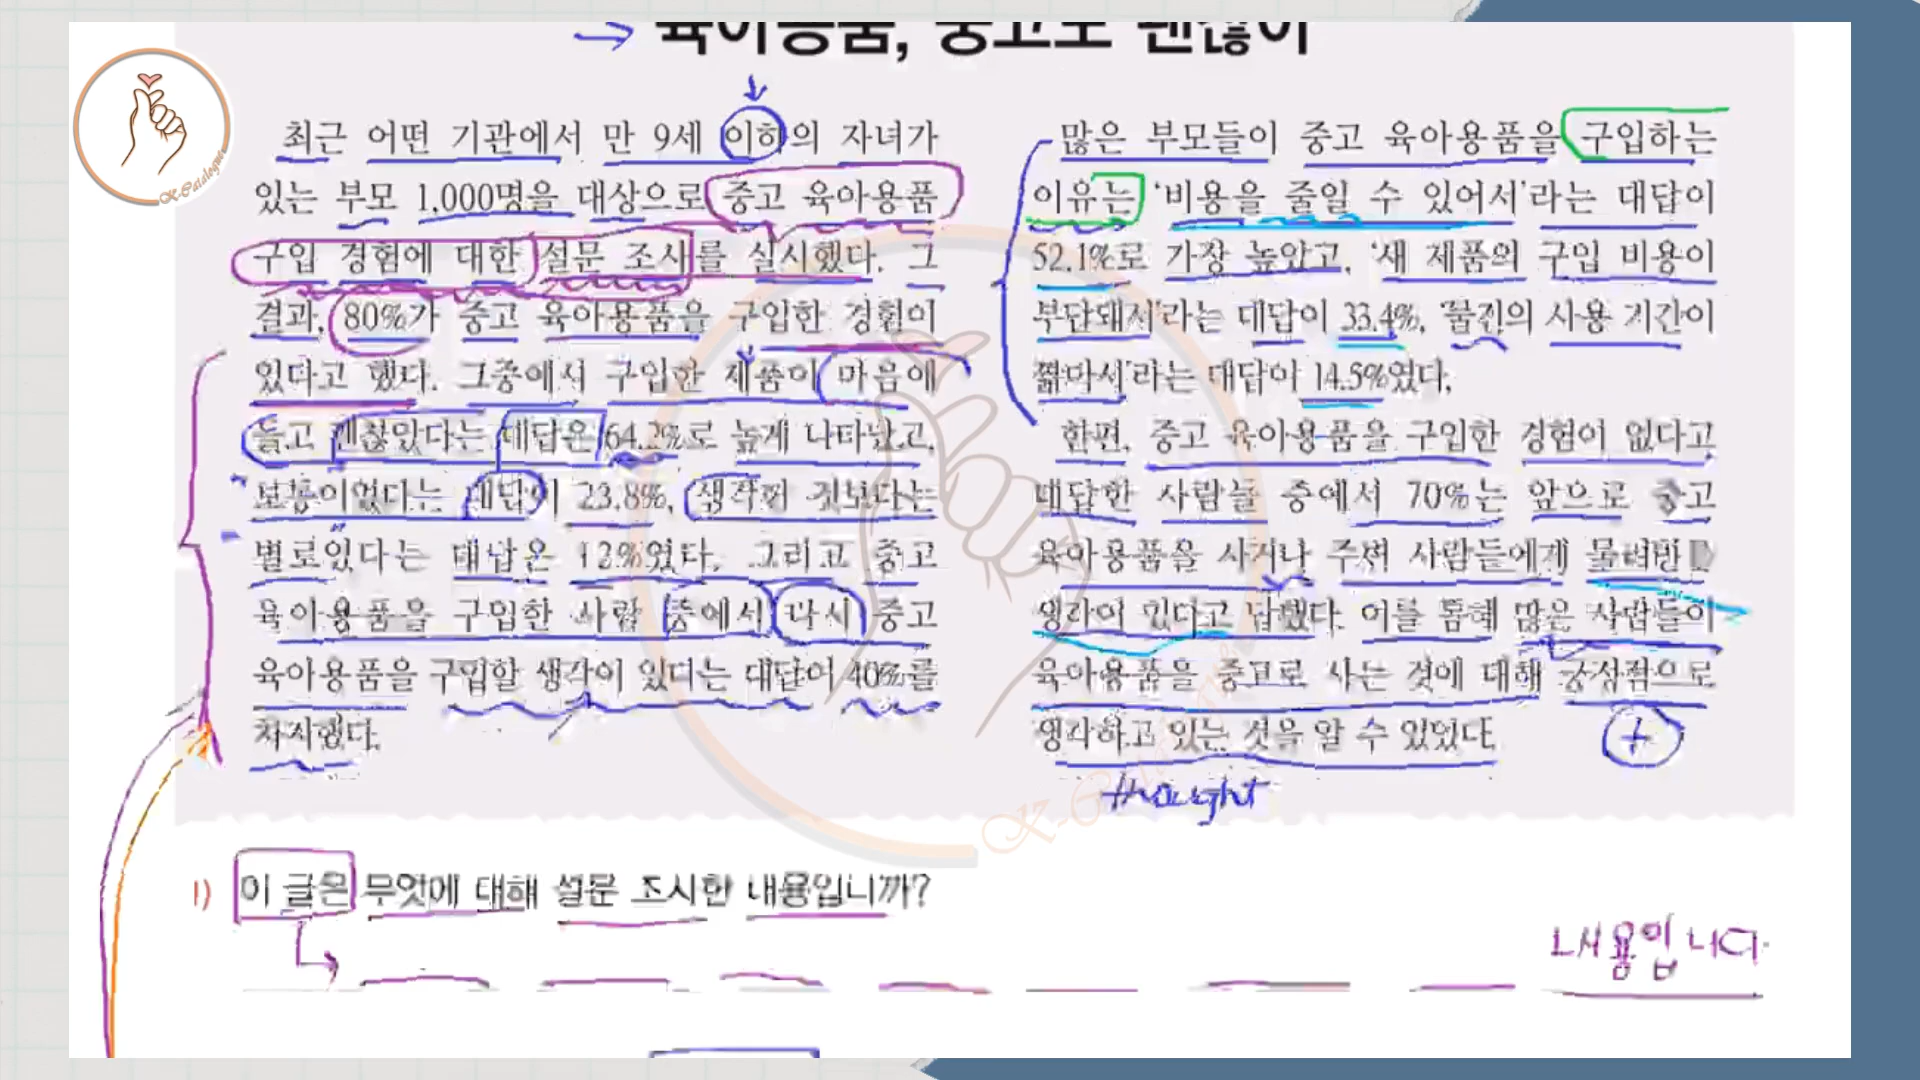 → 육아용품, 중고도 괜찮아
최근 어떤 기관에서 만 9세 이하의 자녀가
있는 부모 1,000명을 대상으로 중고 육아용품
구입 경험에 대한 설문 조사를 실시했다. 그
결과, 80%가 중고 육아용품을 구입한 경험이
있다고 했다. 그중에서 구입한 제품이 마음에
들고 괜찮았다는 대답은 64.2%로 높게 나타났고,
보통이었다는 대답이 23.8%, 생각한 것보다는
별로였다는 대답은 12%였다. 그리고 중고
육아용품을 구입한 사람 중에서 다시 중고
육아용품을 구입할 생각이 있다는 대답이 40%를
차지했다.
많은 부모들이 중고 육아용품을 구입하는
이유는 '비용을 줄일 수 있어서'라는 대답이
52.1%로 가장 높았고, '새 제품의 구입 비용이
부담돼서'라는 대답이 33.4%, '물건의 사용 기간이
짧아서'라는 대답이 14.5%였다.
한편, 중고 육아용품을 구입한 경험이 없다고
대답한 사람들 중에서 70%는 앞으로 중고
육아용품을 사거나 주변 사람들에게 물려받을
생각이 있다고 답했다. 이를 통해 많은 사람들이
육아용품을 중고로 사는 것에 대해 긍정적으로
생각하고 있는 것을 알 수 있었다.
+
thought
1) 이 글은 무엇에 대해 설문 조사한 내용입니까?
내용입니다.
K-Catalogue